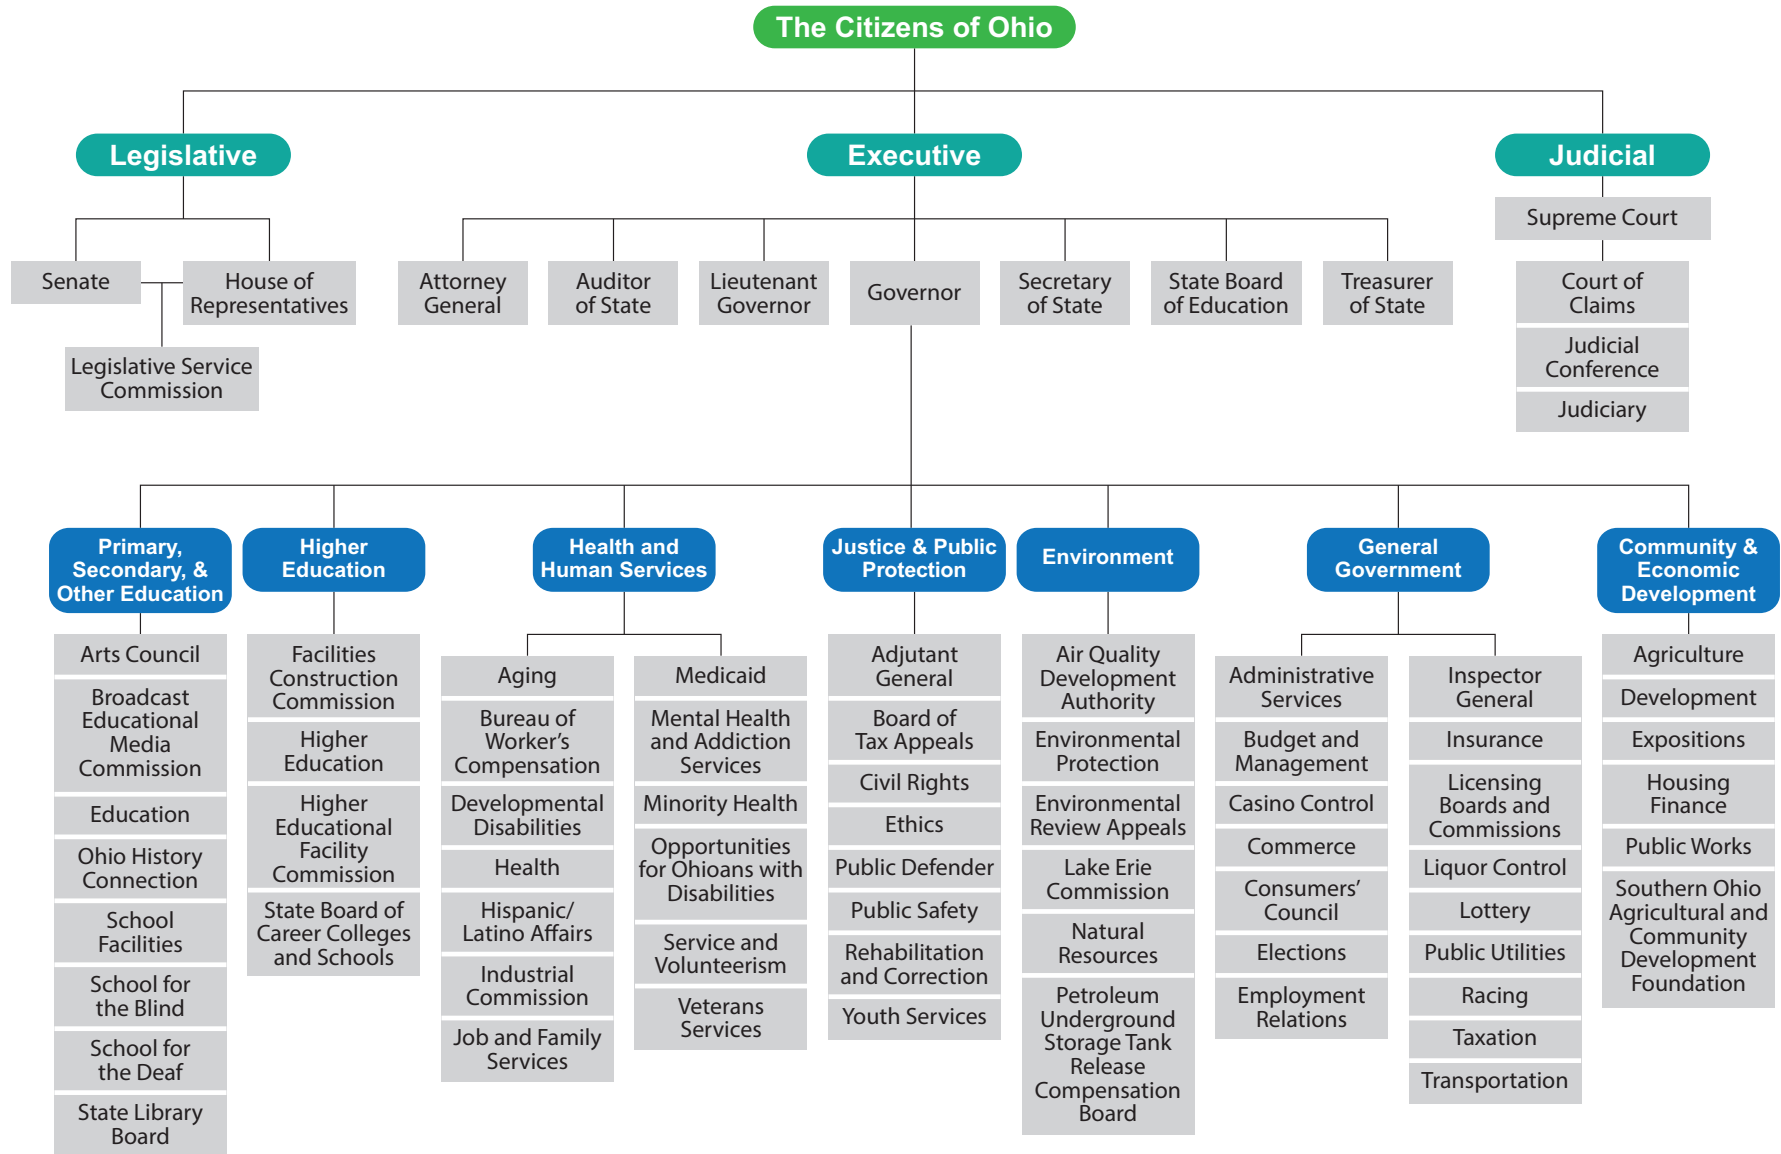 The Citizens of Ohio
Legislative
Executive
Judicial
Supreme Court
Senate
House of
Representatives
Legislative Service
Commission
Attorney
General
Auditor
of State
Lieutenant
Governor
Governor
Secretary
of State
State Board
of Education
Treasurer
of State
Court of
Claims
Judicial
Conference
Judiciary
Primary,
Secondary, &
Other Education
Arts Council
Broadcast
Educational
Media
Commission
Education
Ohio History
Connection
School
Facilities
School for
the Blind
School for
the Deaf
State Library
Board
Higher
Education
Facilities
Construction
Commission
Higher
Education
Higher
Educational
Facility
Commission
State Board of
Career Colleges
and Schools
Health and
Human Services
Aging
Bureau of
Worker’s
Compensation
Developmental
Disabilities
Health
Hispanic/
Latino Affairs
Industrial
Commission
Job and Family
Services
Medicaid
Mental Health
and Addiction
Services
Minority Health
Opportunities
for Ohioans with
Disabilities
Service and
Volunteerism
Veterans
Services
Justice & Public
Protection
Adjutant
General
Board of
Tax Appeals
Civil Rights
Ethics
Public Defender
Public Safety
Rehabilitation
and Correction
Youth Services
Environment
Air Quality
Development
Authority
Environmental
Protection
Environmental
Review Appeals
Lake Erie
Commission
Natural
Resources
Petroleum
Underground
Storage Tank
Release
Compensation
Board
General
Government
Administrative
Services
Budget and
Management
Casino Control
Commerce
Consumers’
Council
Elections
Employment
Relations
Inspector
General
Insurance
Licensing
Boards and
Commissions
Liquor Control
Lottery
Public Utilities
Racing
Taxation
Transportation
Community &
Economic
Development
Agriculture
Development
Expositions
Housing
Finance
Public Works
Southern Ohio
Agricultural and
Community
Development
Foundation